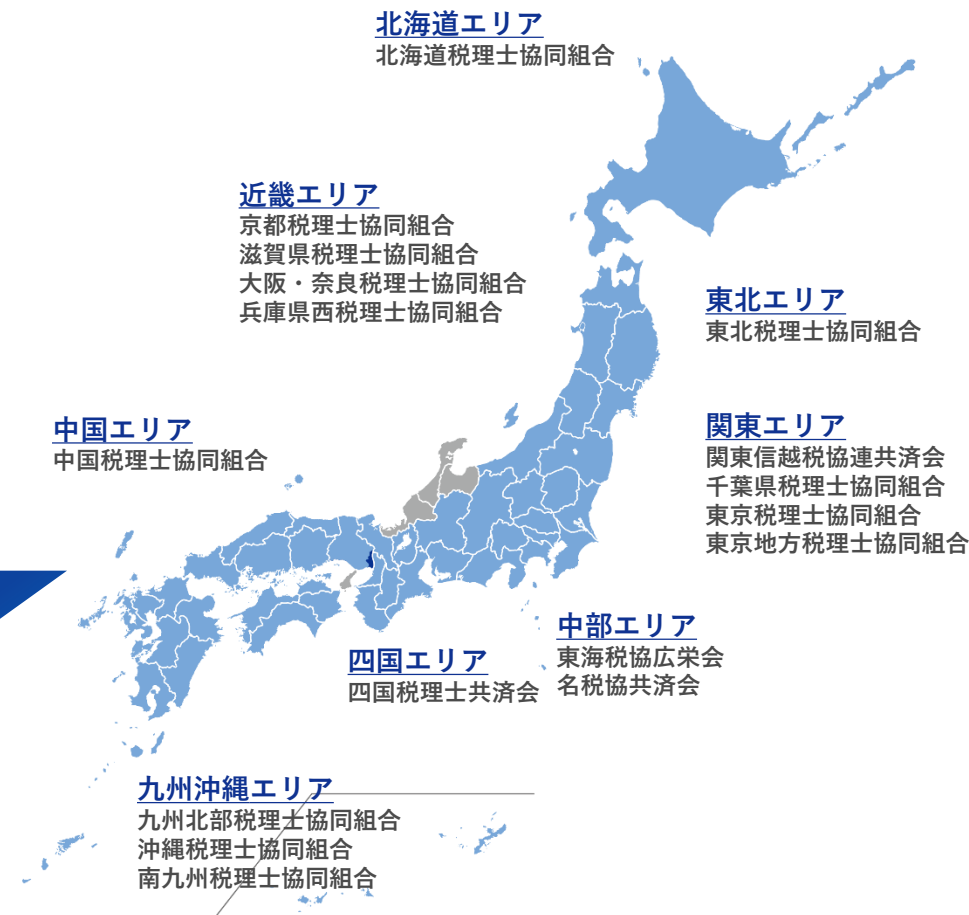 北海道エリア
北海道税理士協同組合
近畿エリア
京都税理士協同組合
滋賀県税理士協同組合
大阪・奈良税理士協同組合
兵庫県西税理士協同組合
東北エリア
東北税理士協同組合
中国エリア
中国税理士協同組合
関東エリア
関東信越税協連共済会
千葉県税理士協同組合
東京税理士協同組合
東京地方税理士協同組合
中部エリア
東海税協広栄会
名税協共済会
四国エリア
四国税理士共済会
九州沖縄エリア
九州北部税理士協同組合
沖縄税理士協同組合
南九州税理士協同組合